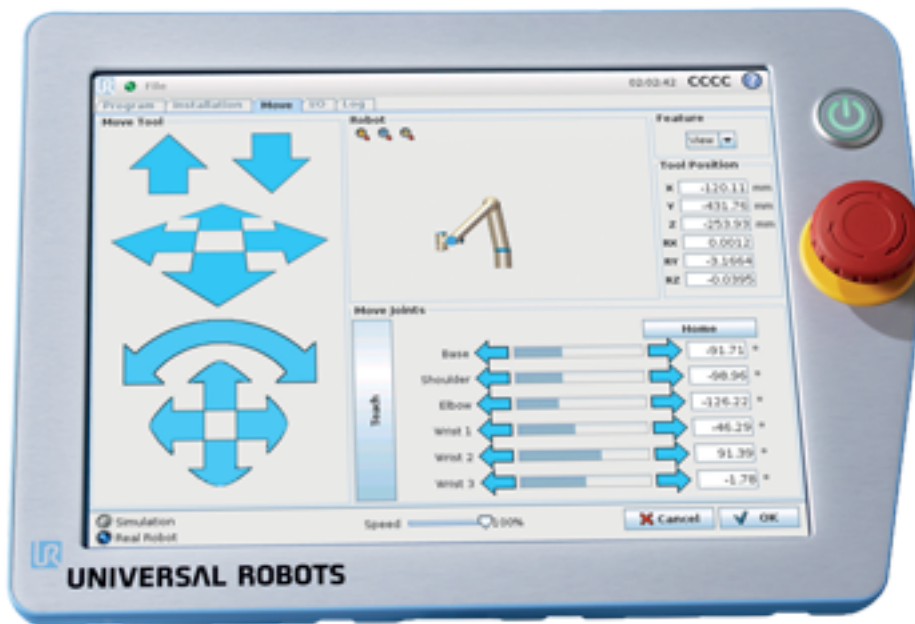 File 02:02:42 CCCC ?
Program Installation Move I/O Log
Move Tool
Robot
Feature
View
Tool Position
X -120.11 mm
Y -431.76 mm
Z -253.93 mm
RX 0.0012
RY -3.1664
RZ -0.0395
Move Joints
Teach
Home
Base -91.71 °
Shoulder -98.96 °
Elbow -126.22 °
Wrist 1 -46.29 °
Wrist 2 91.39 °
Wrist 3 -1.78 °
Simulation
Real Robot
Speed 100%
Cancel OK
UR
UNIVERSAL ROBOTS